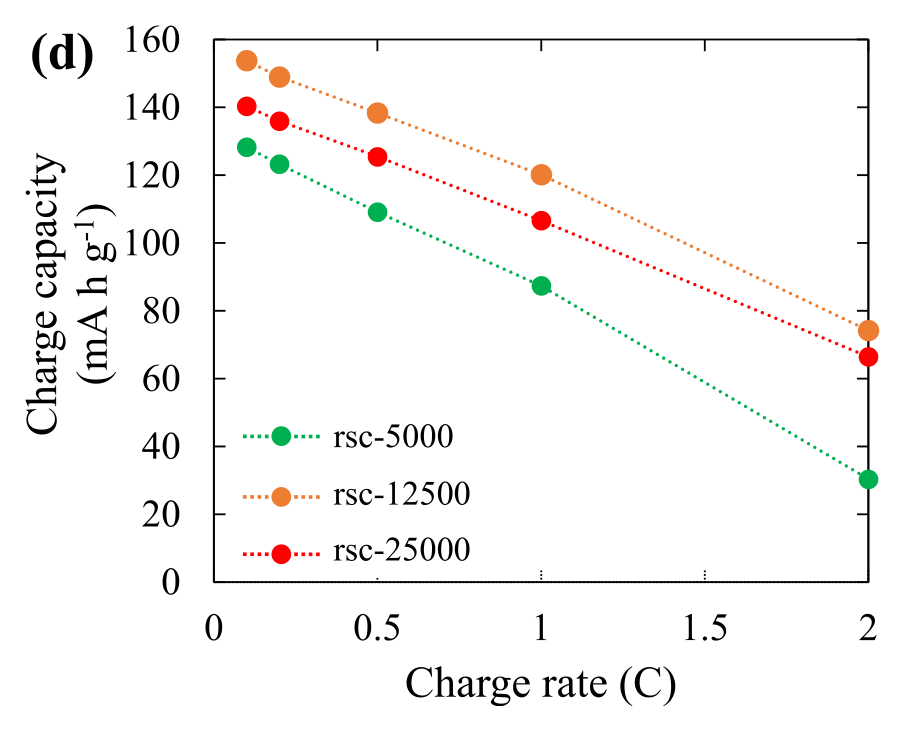 (d)
160
140
120
100
80
60
40
20
0
Charge capacity
(mA h g⁻¹)
rsc-5000
rsc-12500
rsc-25000
0 0.5 1 1.5 2
Charge rate (C)